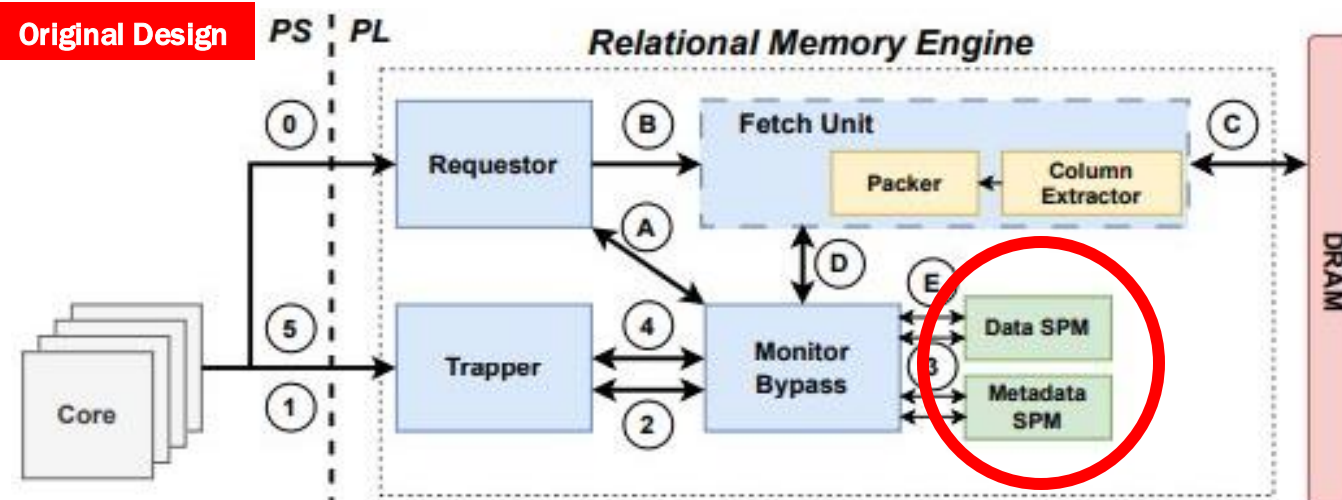 Original Design
PS
PL
Relational Memory Engine
0
Requestor
B
Fetch Unit
Packer
Column
Extractor
C
A
D
E
DRAM
5
4
Trapper
Monitor
Bypass
Data SPM
3
Metadata
SPM
Core
1
2